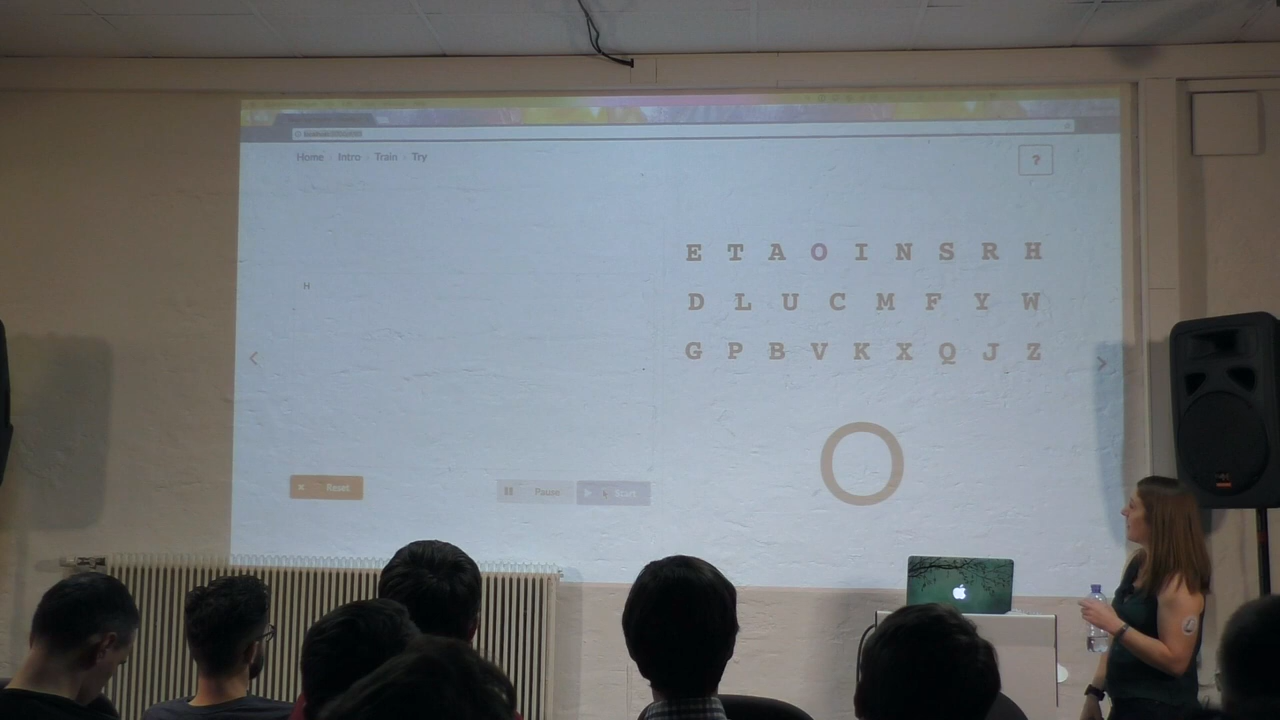 Home Intro Train Try
?
E T A O I N S R H
H
D L U C M F Y W
G P B V K X Q J Z
O
Reset
Pause
Start